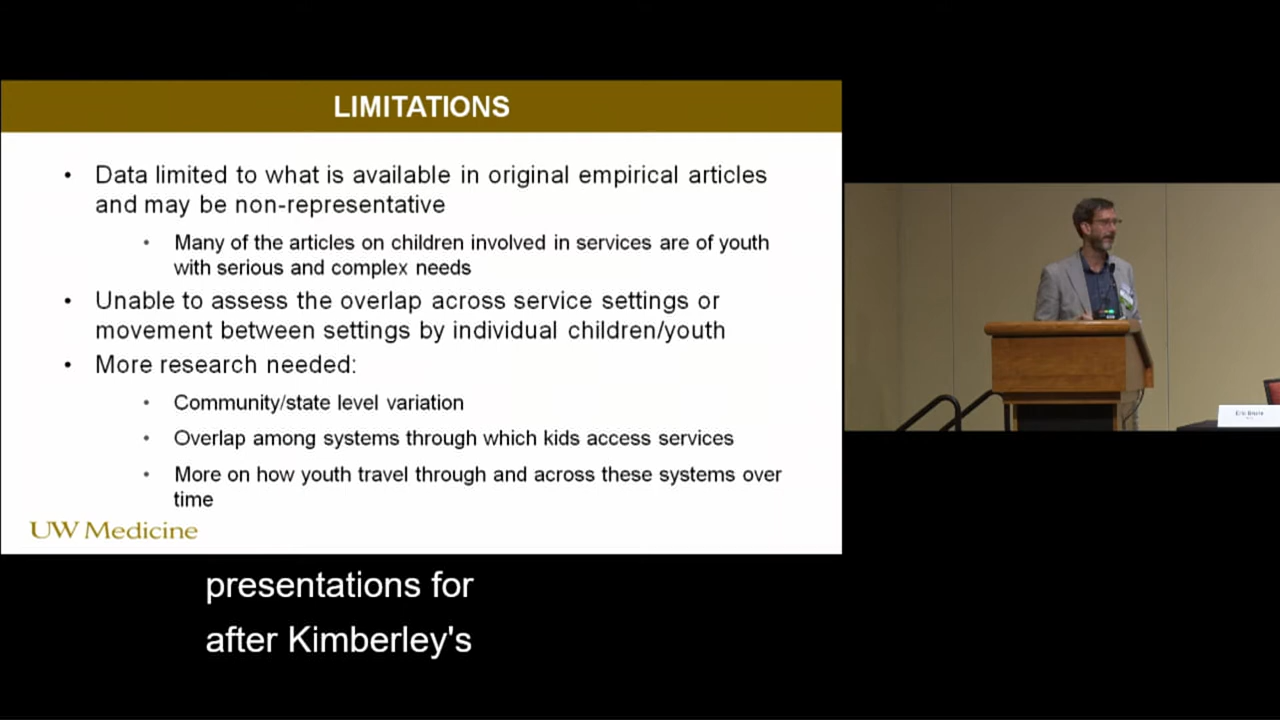 LIMITATIONS
• Data limited to what is available in original empirical articles
and may be non-representative
• Many of the articles on children involved in services are of youth
with serious and complex needs
• Unable to assess the overlap across service settings or
movement between settings by individual children/youth
• More research needed:
• Community/state level variation
• Overlap among systems through which kids access services
• More on how youth travel through and across these systems over
time
UW Medicine
presentations for
after Kimberley's